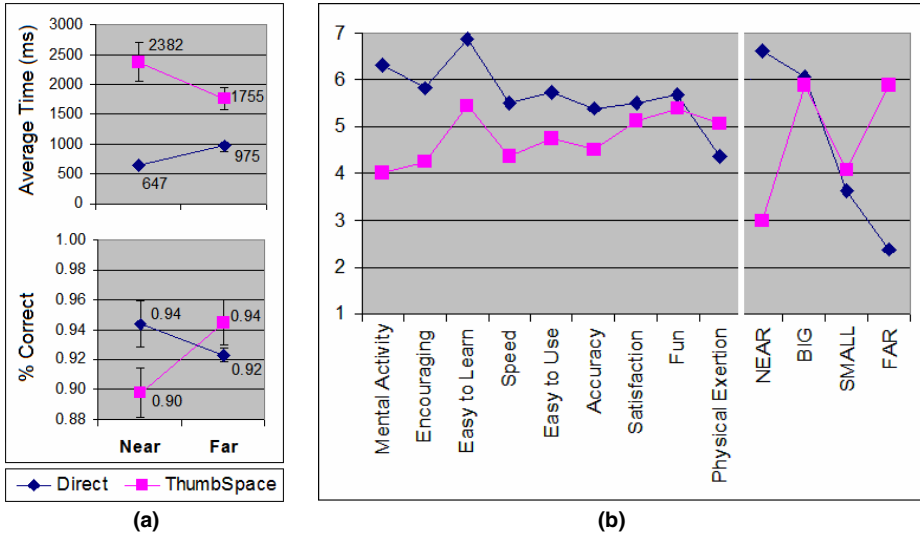 Average Time (ms)
3000
2500
2000
1500
1000
500
0
2382
1755
975
647
% Correct
1.00
0.98
0.96
0.94
0.92
0.90
0.88
0.94
0.94
0.92
0.90
Near Far
Direct ThumbSpace
(a)
7
6
5
4
3
2
1
Mental Activity
Encouraging
Easy to Learn
Speed
Easy to Use
Accuracy
Satisfaction
Fun
Physical Exertion
NEAR
BIG
SMALL
FAR
(b)